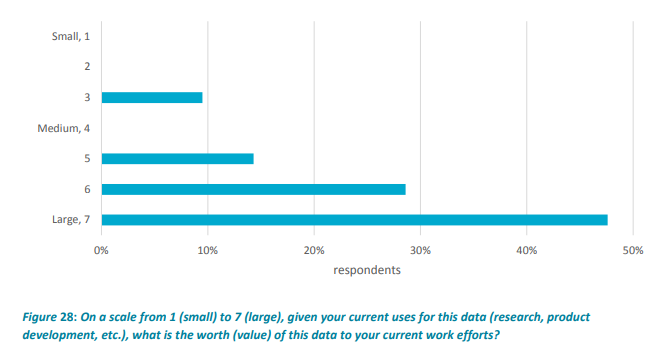 Small, 1
2
3
Medium, 4
5
6
Large, 7
0% 10% 20% 30% 40% 50%
respondents
Figure 28: On a scale from 1 (small) to 7 (large), given your current uses for this data (research, product
development, etc.), what is the worth (value) of this data to your current work efforts?